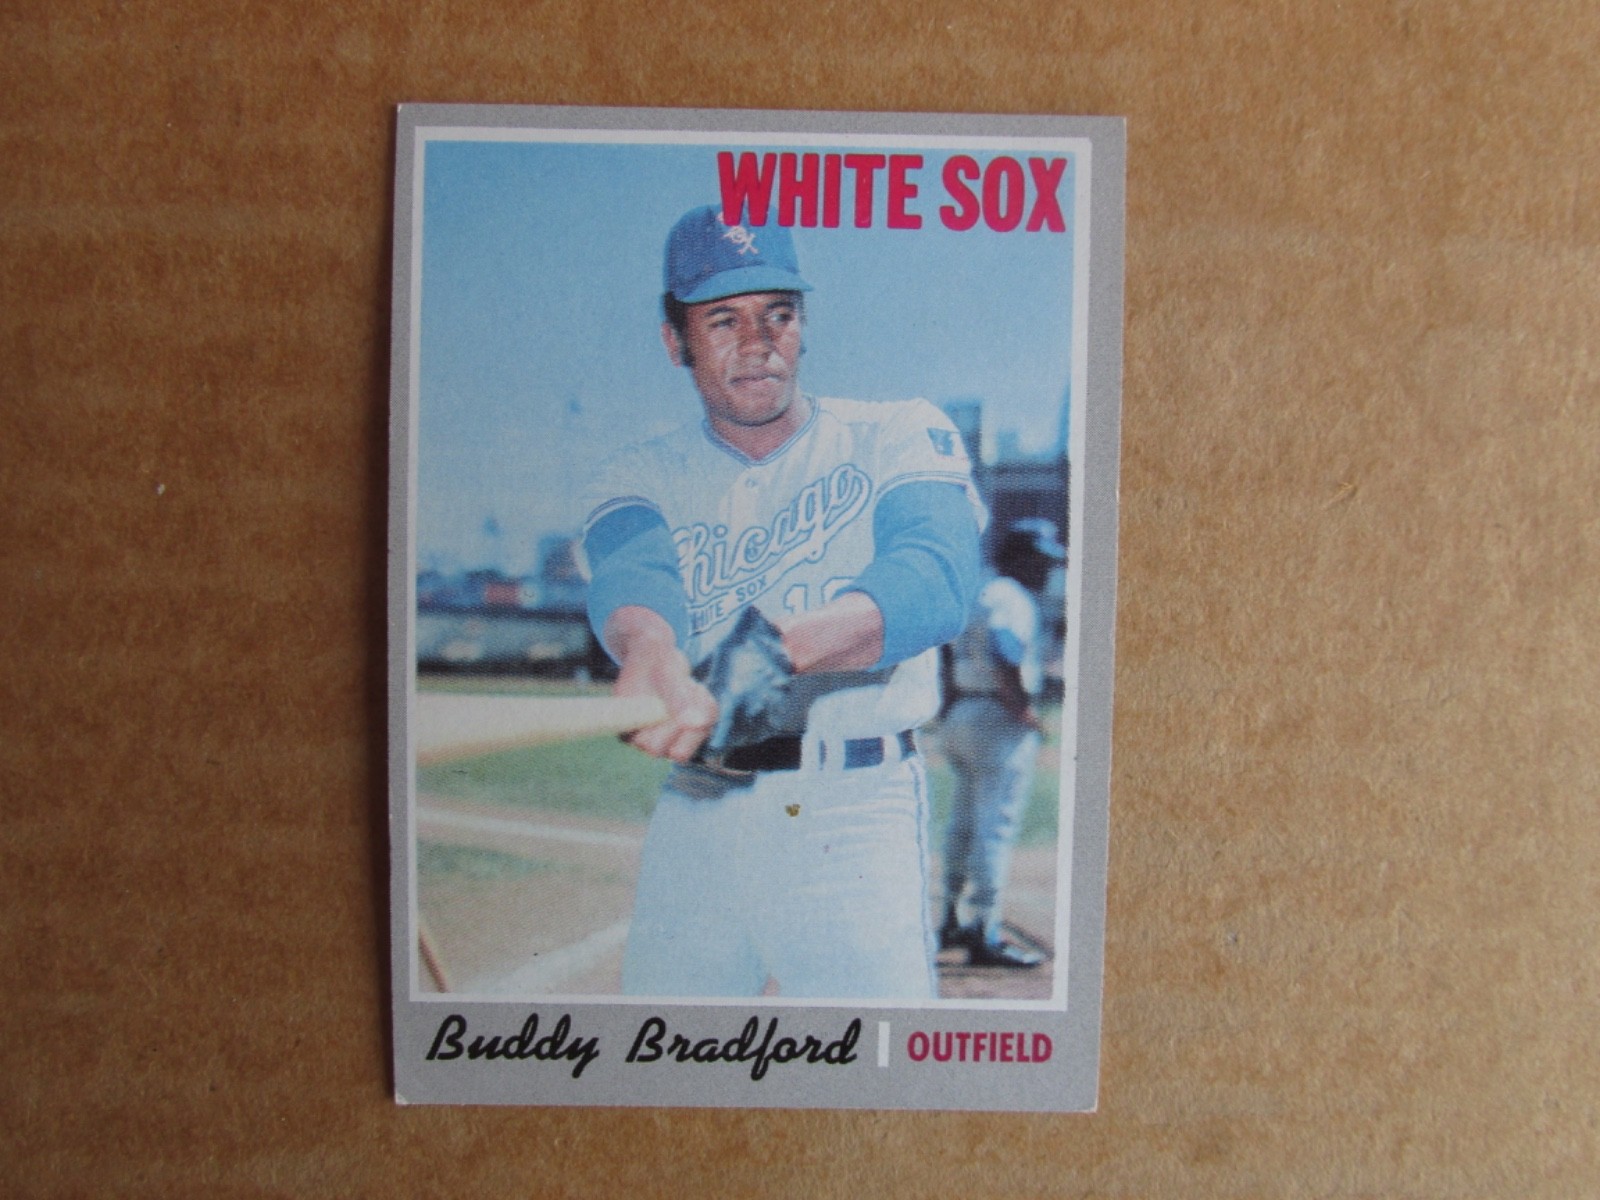 WHITE SOX
SOX
Chicago
WHITE SOX
Buddy Bradford | OUTFIELD